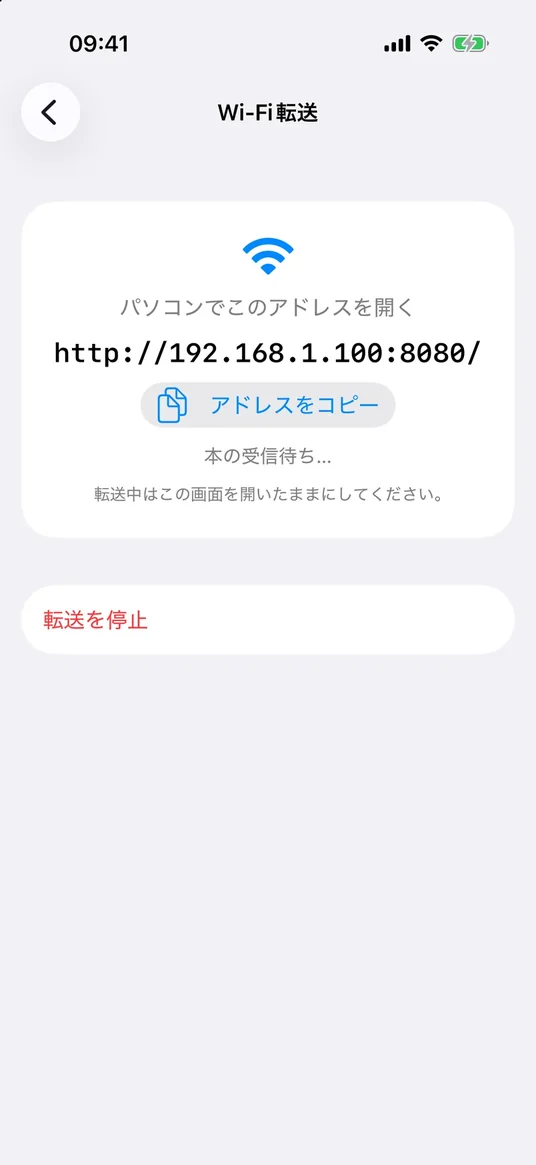 09:41
Wi-Fi転送
パソコンでこのアドレスを開く
http://192.168.1.100:8080/
アドレスをコピー
本の受信待ち...
転送中はこの画面を開いたままにしてください。
転送を停止